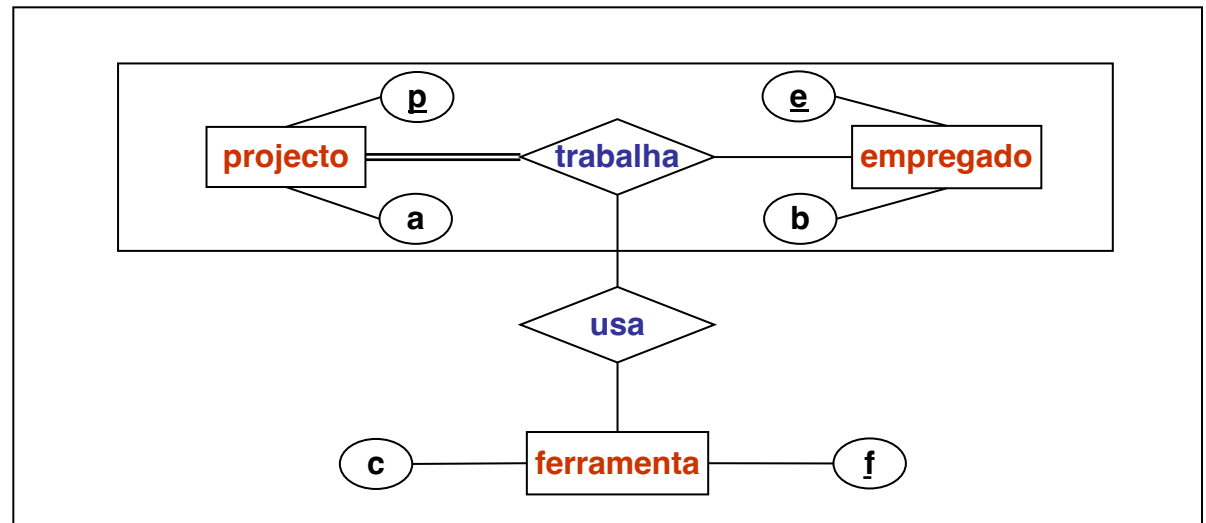 p
e
projecto
trabalha
empregado
a
b
usa
c
ferramenta
f